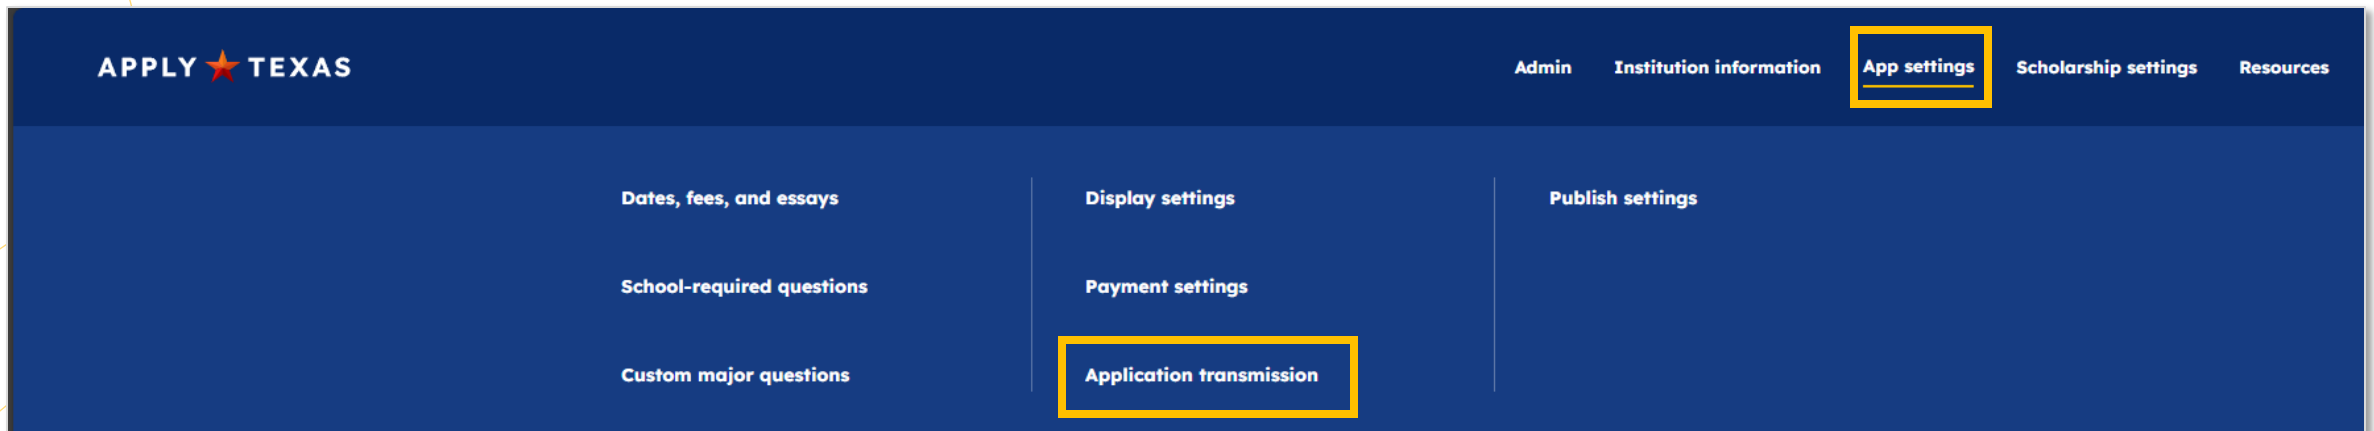 APPLY TEXAS
Admin Institution information App settings Scholarship settings Resources
Dates, fees, and essays
School-required questions
Custom major questions
Display settings
Payment settings
Application transmission
Publish settings